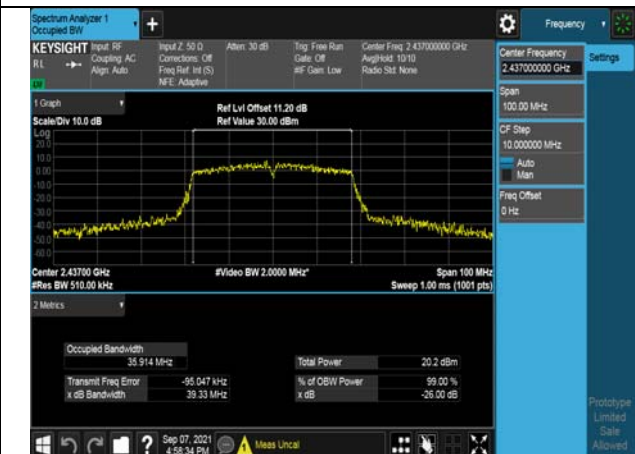 Spectrum Analyzer 1
Occupied BW
+
Frequency
KEYSIGHT
RL
Input: RF
Coupling: AC
Align: Auto
Input Z: 50 Ω
Corrections: Off
Freq Ref: Int (S)
NFE: Adaptive
Atten: 30 dB
Trig: Free Run
Gate: Off
#IF Gain: Low
Center Freq: 2.437000000 GHz
Avg|Hold: 10/10
Radio Std: None
Center Frequency
2.437000000 GHz
Settings
Span
100.00 MHz
CF Step
10.000000 MHz
Auto
Man
Freq Offset
0 Hz
1 Graph
Scale/Div 10.0 dB
Ref Lvl Offset 11.20 dB
Ref Value 30.00 dBm
Log
20.0
10.0
0.00
-10.0
-20.0
-30.0
-40.0
-50.0
-60.0
Center 2.43700 GHz
#Res BW 510.00 kHz
#Video BW 2.0000 MHz*
Span 100 MHz
Sweep 1.00 ms (1001 pts)
2 Metrics
Occupied Bandwidth
35.914 MHz
Total Power 20.2 dBm
Transmit Freq Error -95.047 kHz
% of OBW Power 99.00 %
x dB Bandwidth 39.33 MHz
x dB -26.00 dB
Prototype
Limited
Sale
Allowed
?
Sep 07, 2021
4:58:34 PM
Meas Uncal